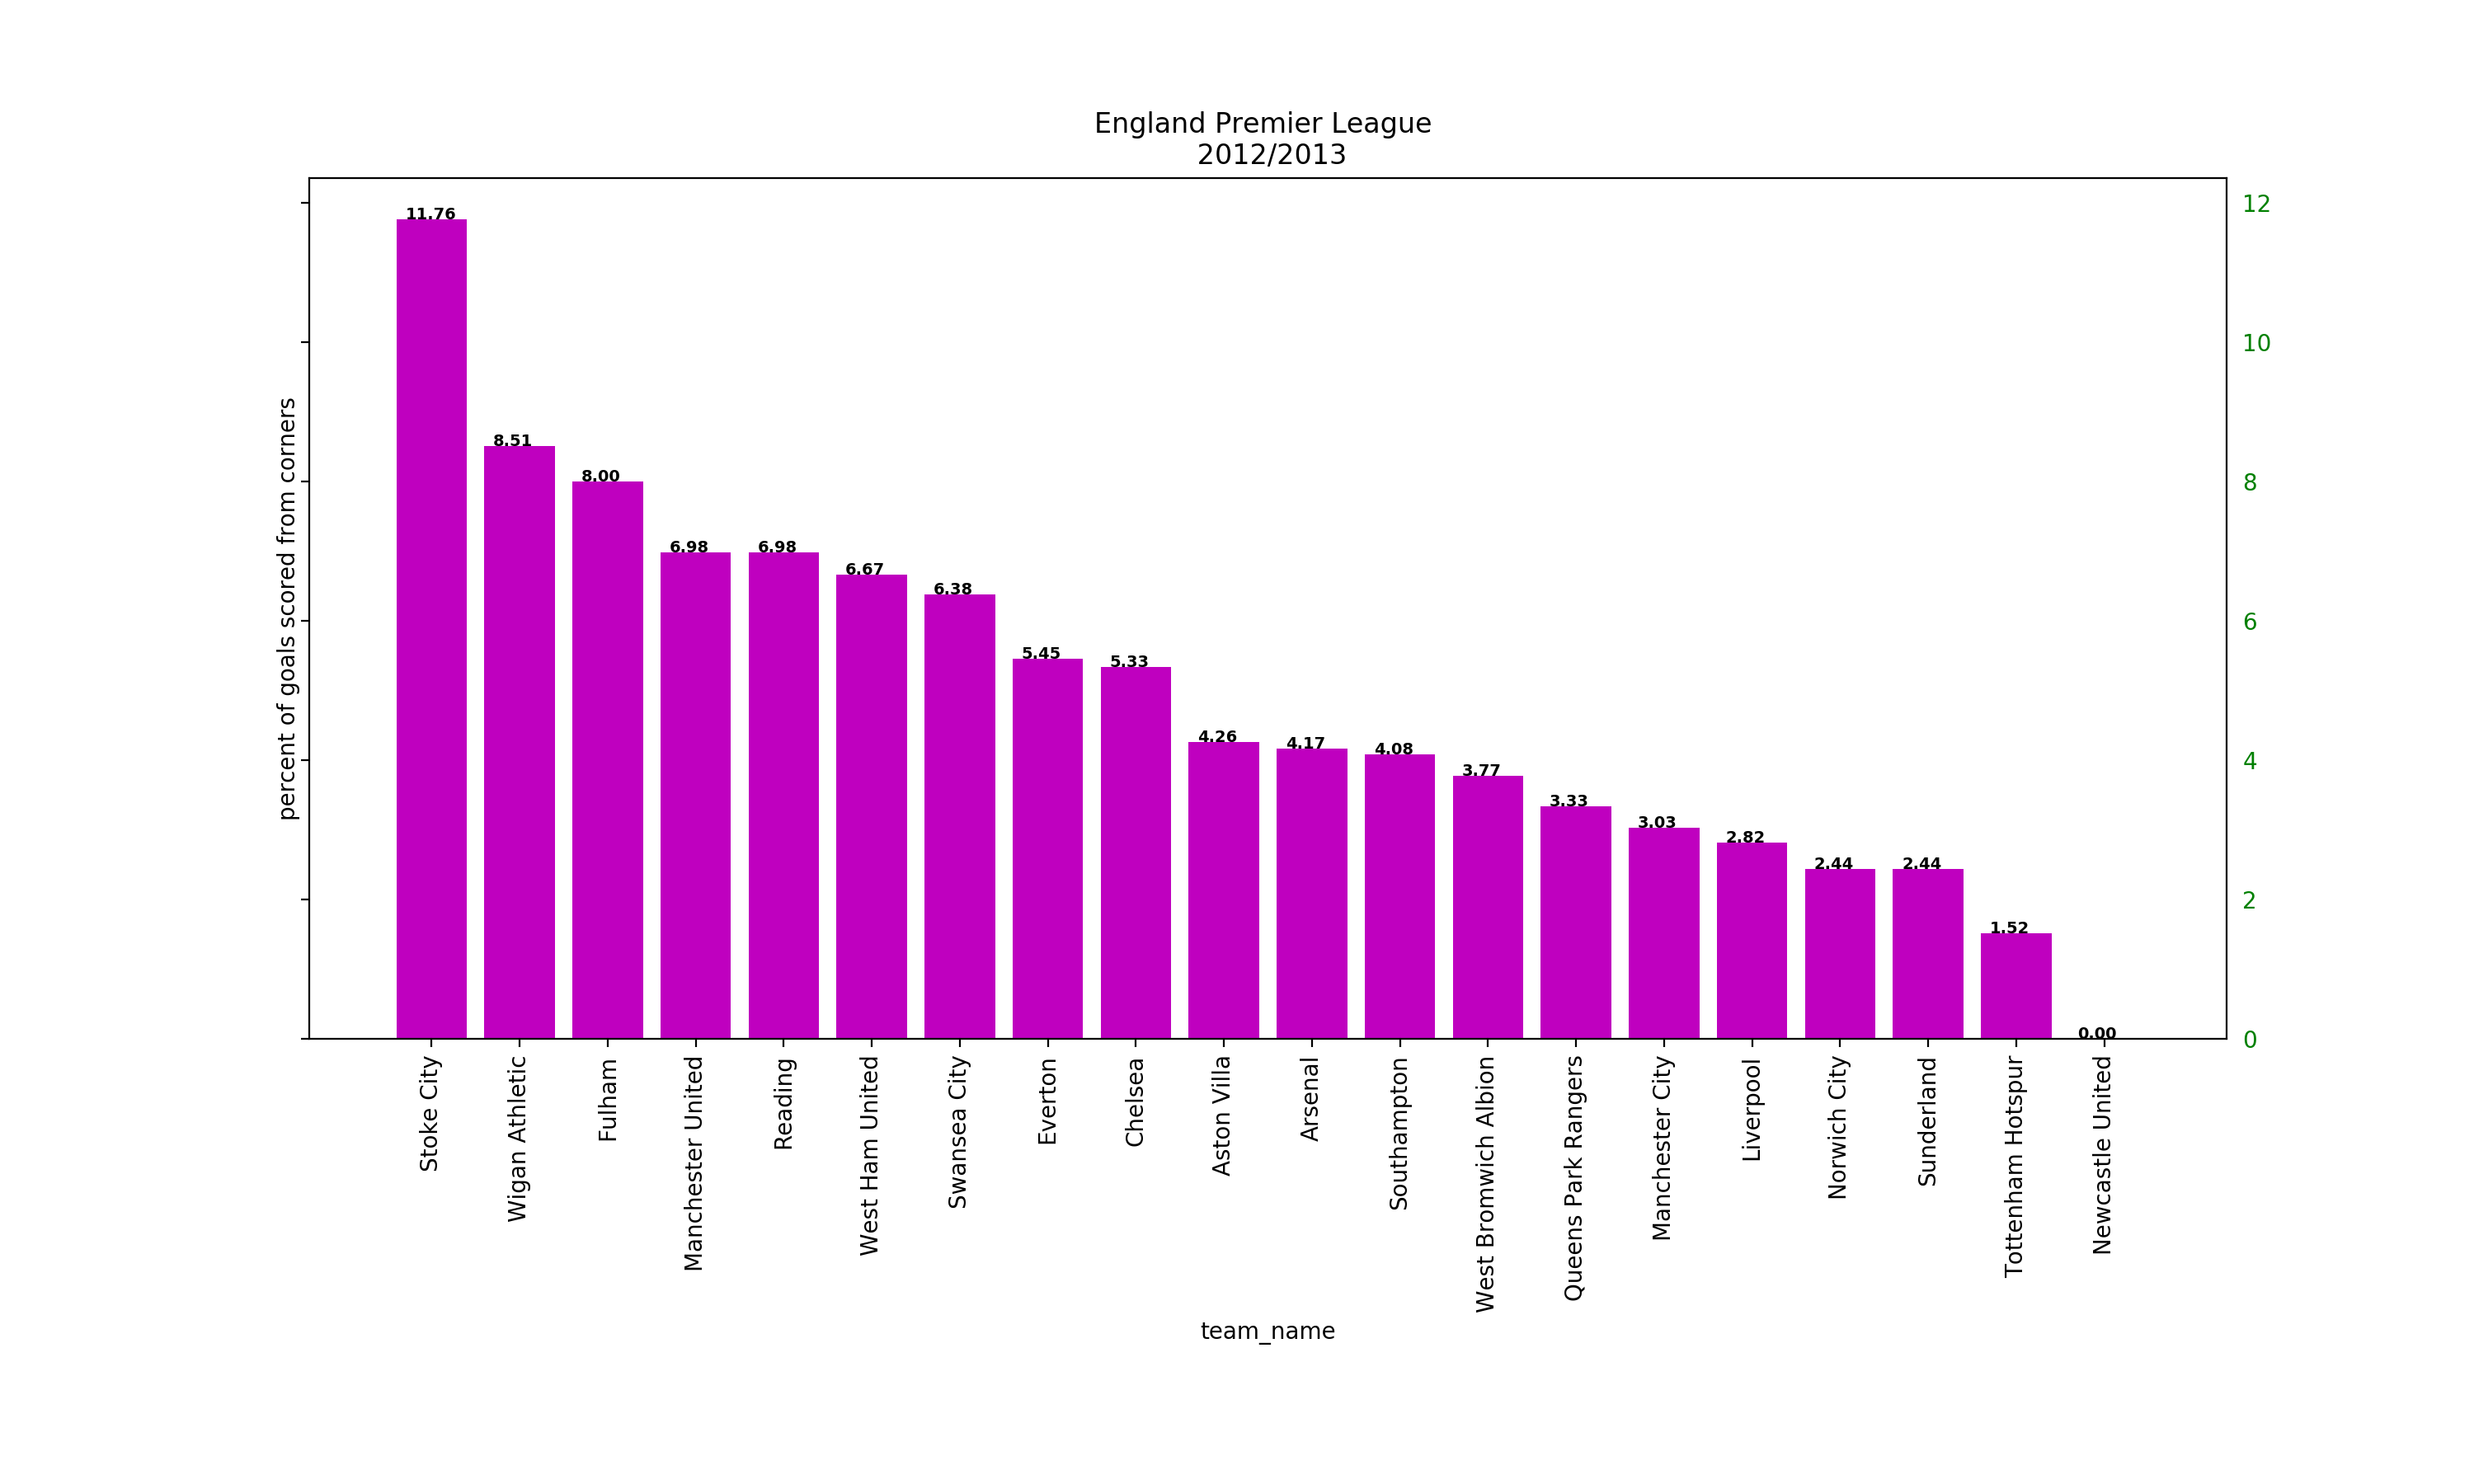 England Premier League
2012/2013
percent of goals scored from corners
12
10
8
6
4
2
0
11.76
8.51
8.00
6.98
6.98
6.67
6.38
5.45
5.33
4.26
4.17
4.08
3.77
3.33
3.03
2.82
2.44
2.44
1.52
0.00
Stoke City
Wigan Athletic
Fulham
Manchester United
Reading
West Ham United
Swansea City
Everton
Chelsea
Aston Villa
Arsenal
Southampton
West Bromwich Albion
Queens Park Rangers
Manchester City
Liverpool
Norwich City
Sunderland
Tottenham Hotspur
Newcastle United
team_name